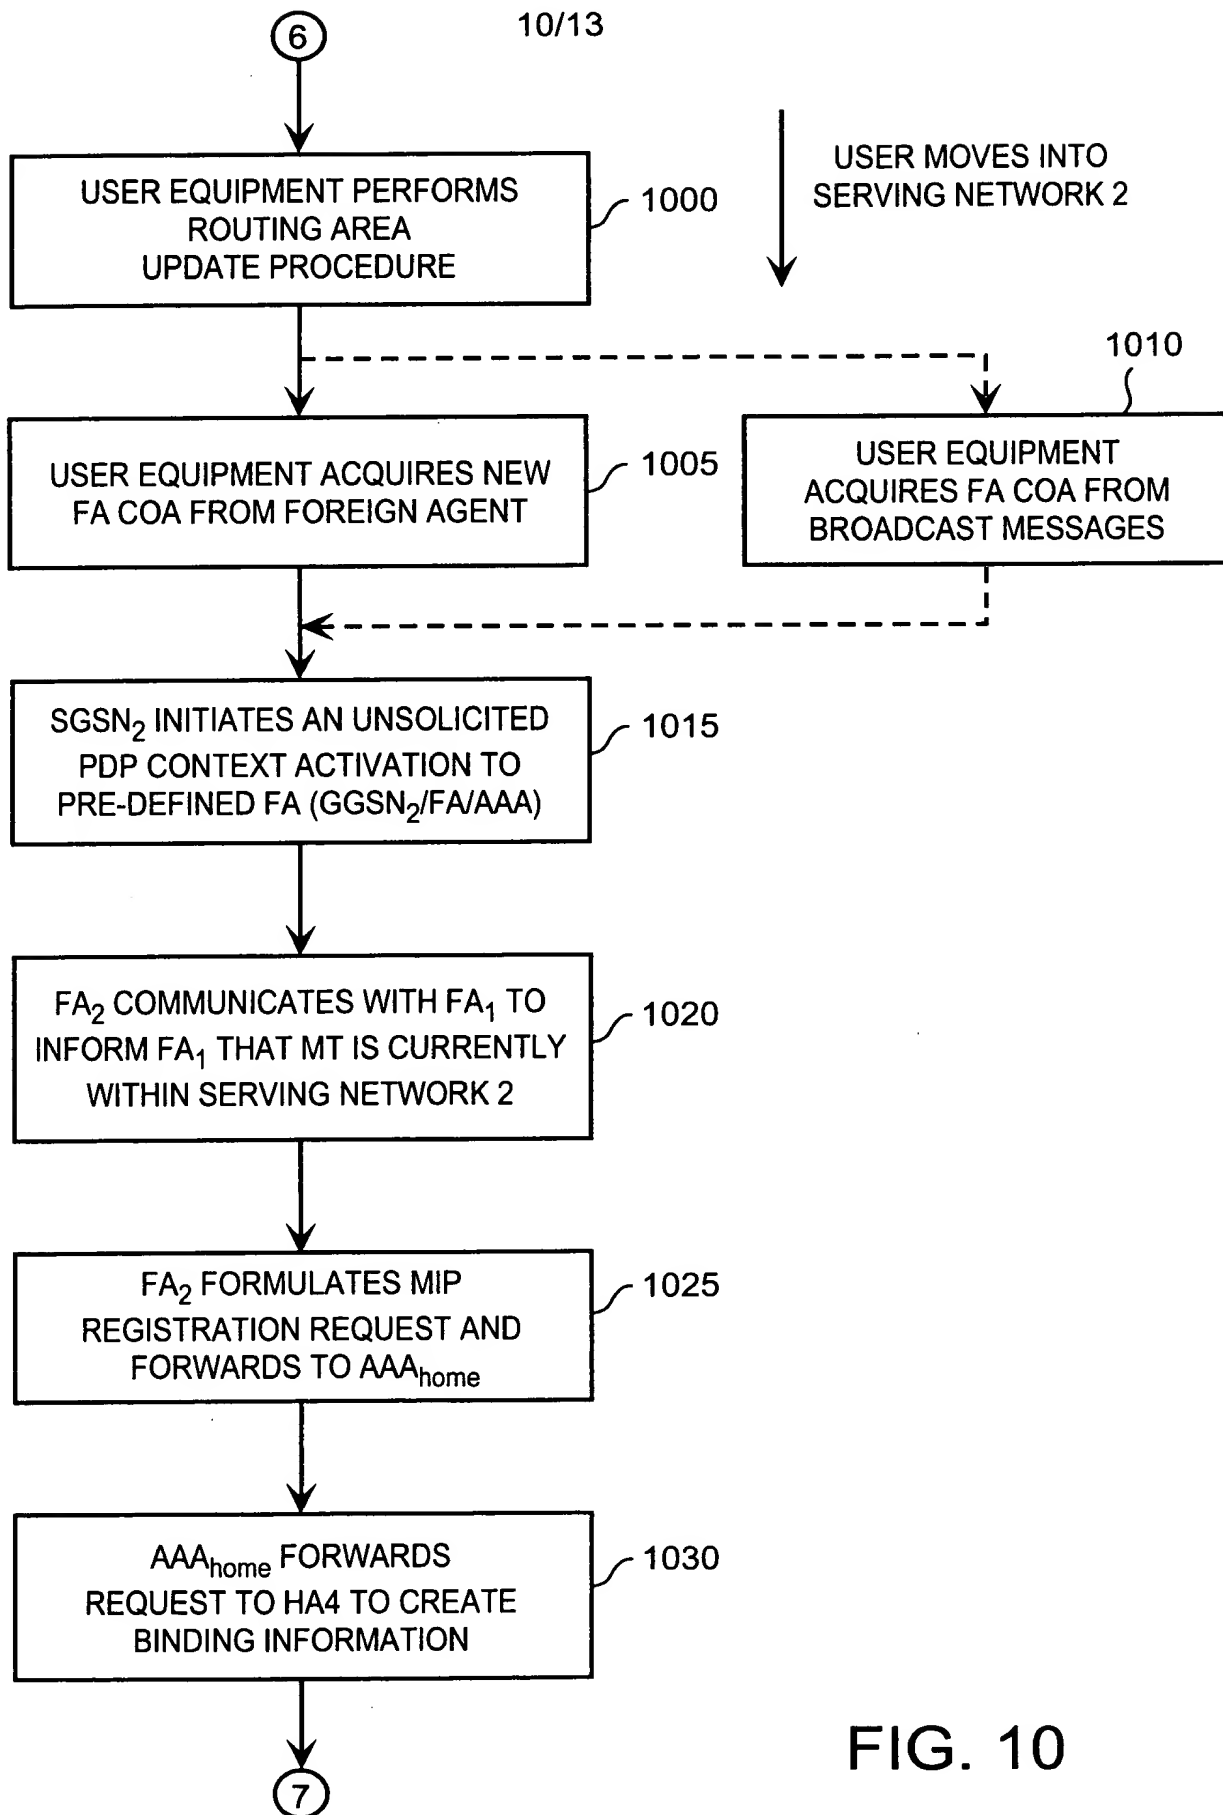 6
10/13
USER MOVES INTO
SERVING NETWORK 2
USER EQUIPMENT PERFORMS
ROUTING AREA
UPDATE PROCEDURE
1000
1010
USER EQUIPMENT ACQUIRES NEW
FA COA FROM FOREIGN AGENT
1005
USER EQUIPMENT
ACQUIRES FA COA FROM
BROADCAST MESSAGES
SGSN₂ INITIATES AN UNSOLICITED
PDP CONTEXT ACTIVATION TO
PRE-DEFINED FA (GGSN₂/FA/AAA)
1015
FA₂ COMMUNICATES WITH FA₁ TO
INFORM FA₁ THAT MT IS CURRENTLY
WITHIN SERVING NETWORK 2
1020
FA₂ FORMULATES MIP
REGISTRATION REQUEST AND
FORWARDS TO AAAhome
1025
AAAhome FORWARDS
REQUEST TO HA4 TO CREATE
BINDING INFORMATION
1030
7
FIG. 10